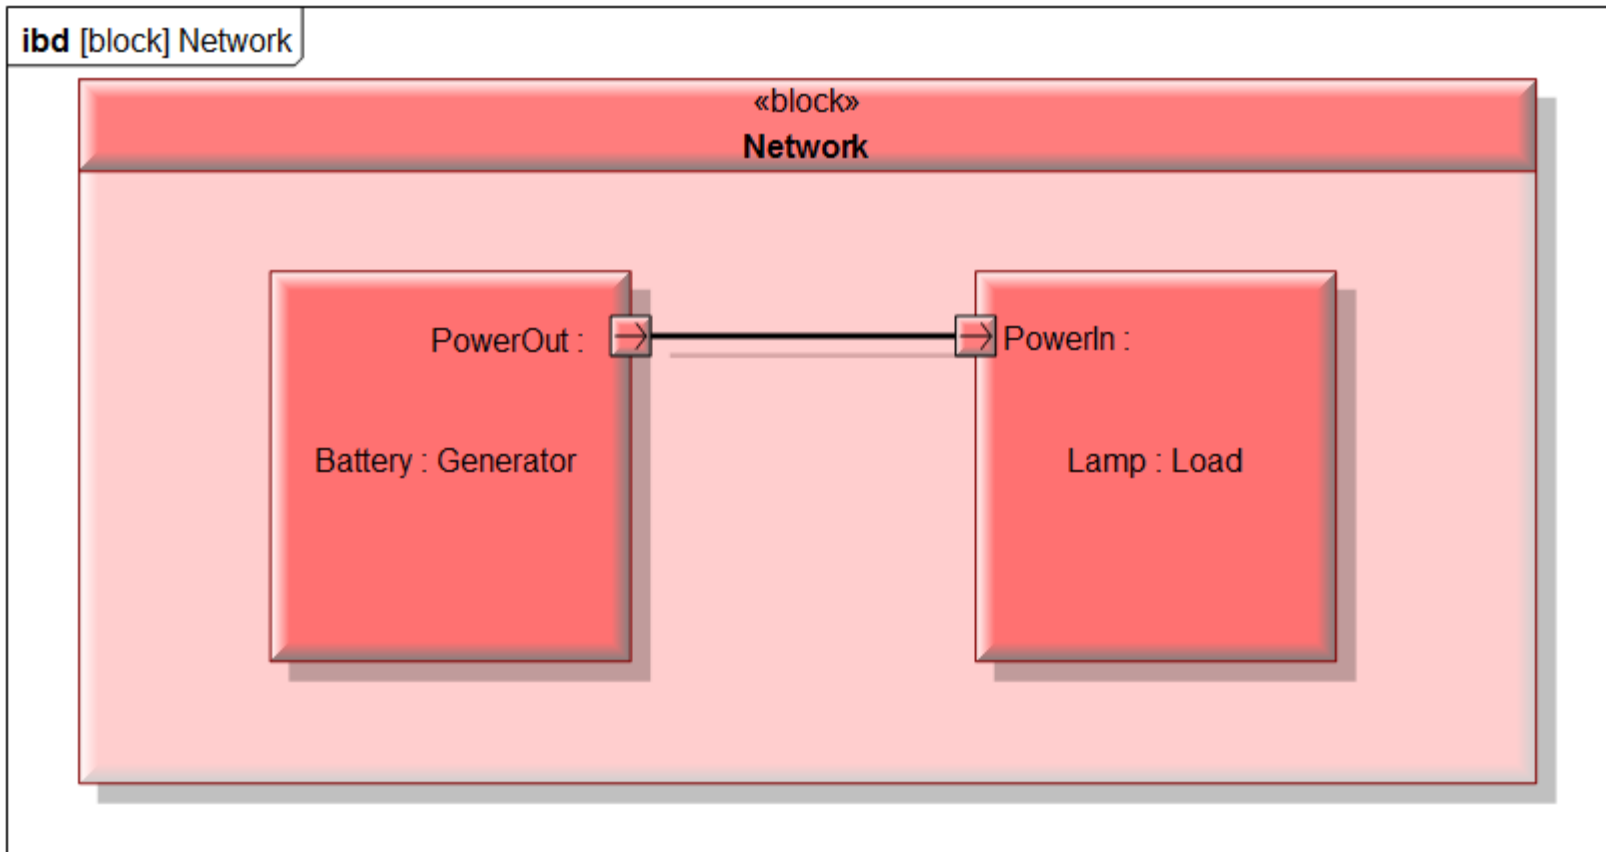 ibd [block] Network
«block»
Network
PowerOut :
PowerIn :
Battery : Generator
Lamp : Load